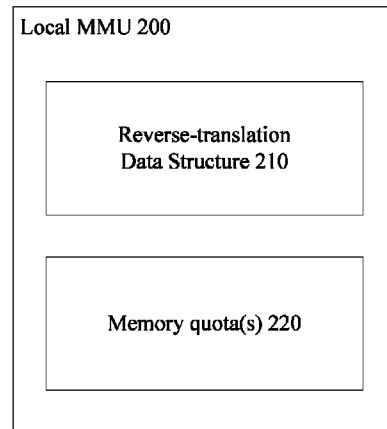 Local MMU 200
Reverse-translation
Data Structure 210
Memory quota(s) 220